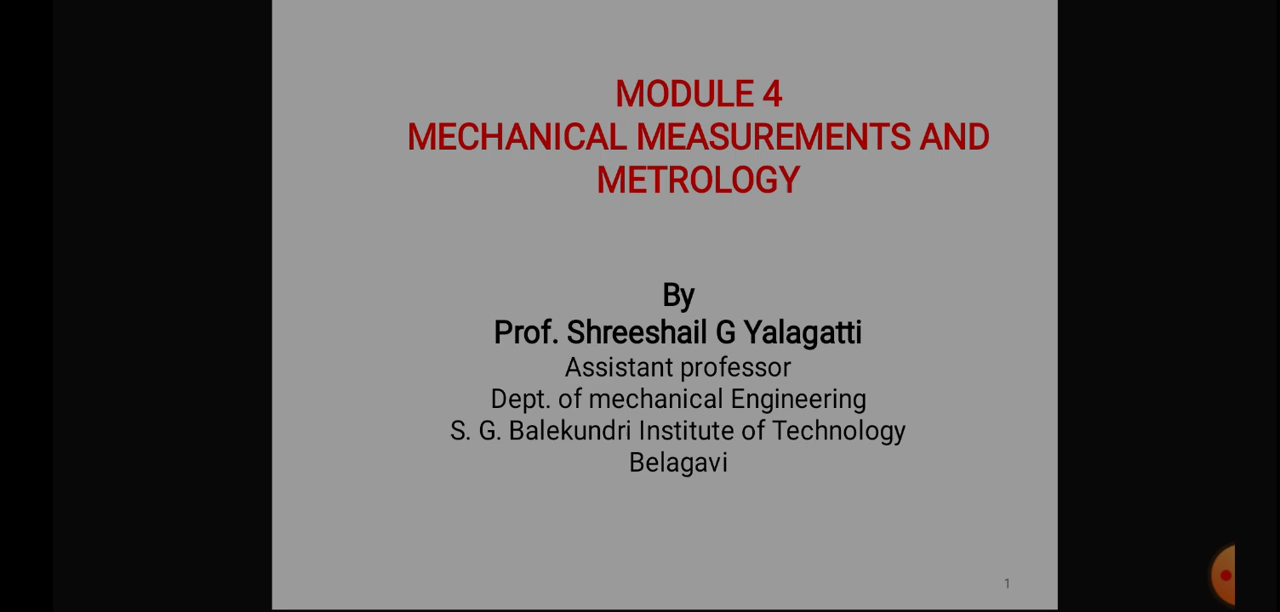 MODULE 4
MECHANICAL MEASUREMENTS AND
METROLOGY
By
Prof. Shreeshail G Yalagatti
Assistant professor
Dept. of mechanical Engineering
S. G. Balekundri Institute of Technology
Belagavi
1